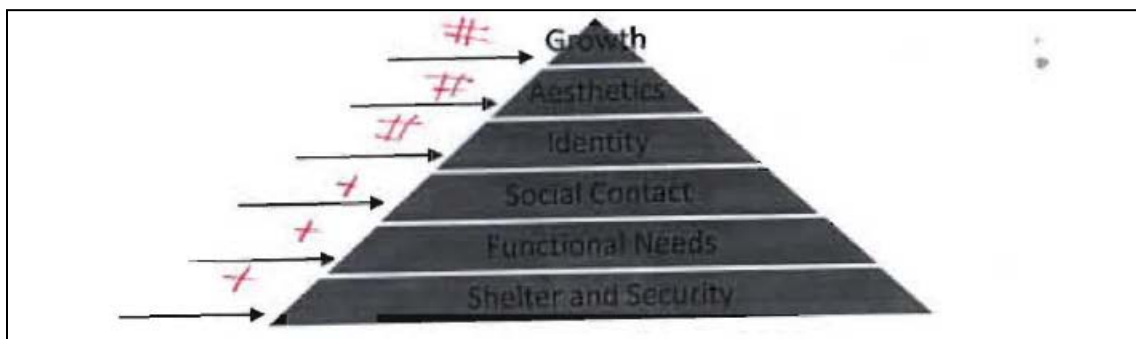 #
Growth
#
Aesthetics
#
Identity
+
Social Contact
+
Functional Needs
+
Shelter and Security